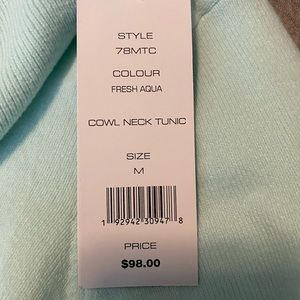 STYLE
78MTC
COLOUR
FRESH AQUA
COWL NECK TUNIC
SIZE
M
1 92942 30947 8
PRICE
$98.00